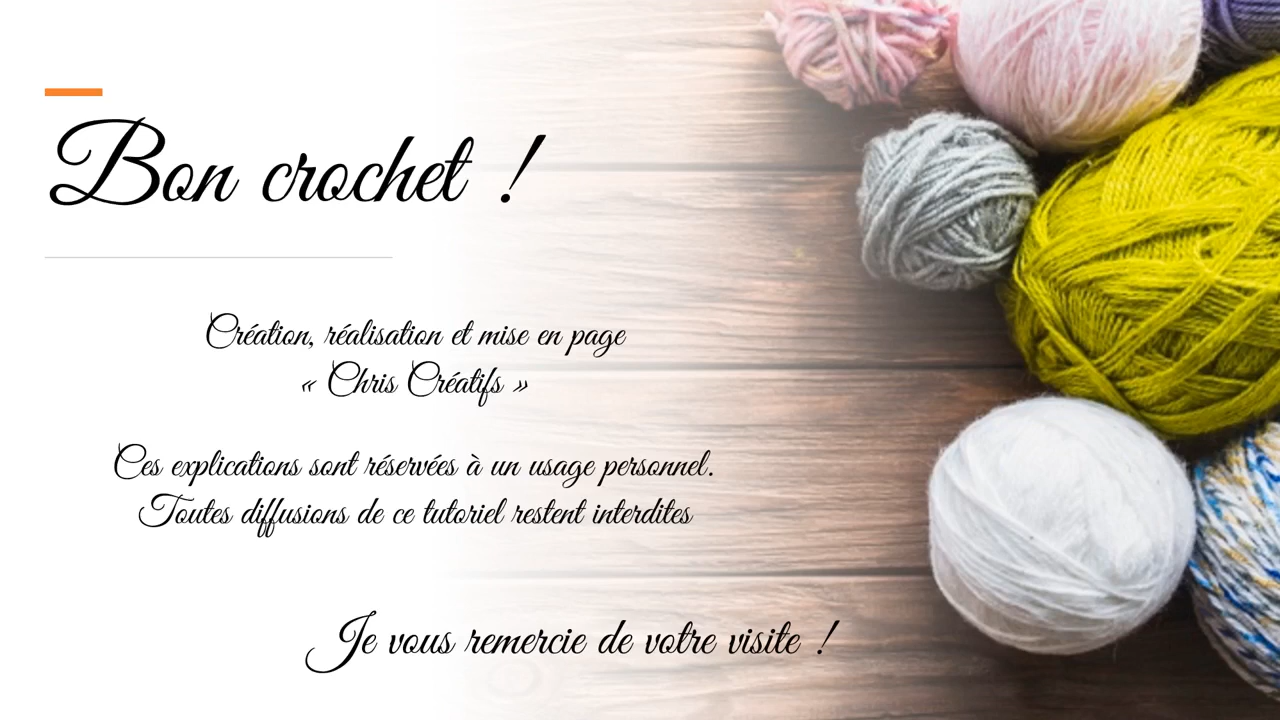 Bon crochet !
Création, réalisation et mise en page
« Chris Créatifs »
Ces explications sont réservées à un usage personnel.
Toutes diffusions de ce tutoriel restent interdites
Je vous remercie de votre visite !